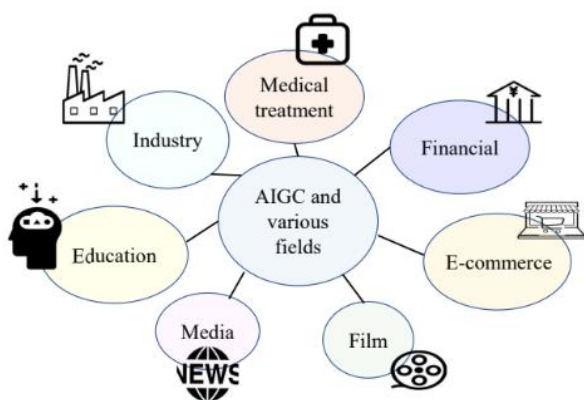 Medical
treatment
Industry
¥
Financial
AIGC and
various
fields
Education
E-commerce
Media
Film
NEWS